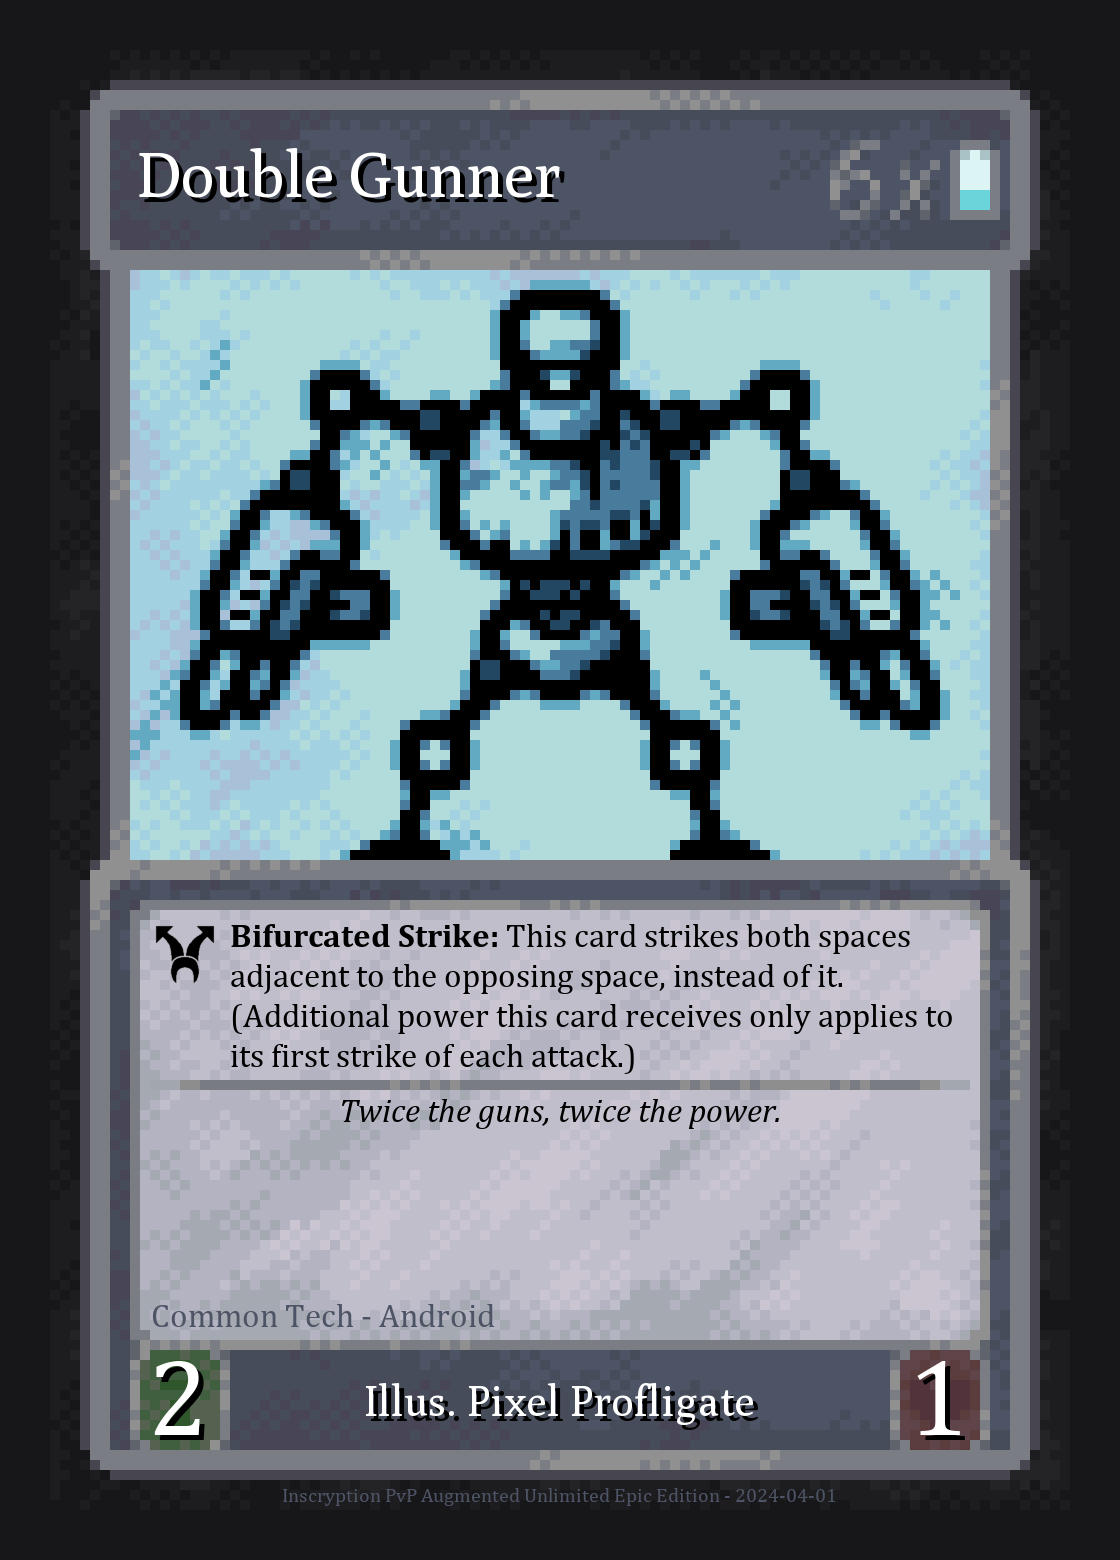 Double Gunner
6x
Bifurcated Strike: This card strikes both spaces
adjacent to the opposing space, instead of it.
(Additional power this card receives only applies to
its first strike of each attack.)
Twice the guns, twice the power.
Common Tech - Android
2
Illus. Pixel Profligate
1
Inscryption PvP Augmented Unlimited Epic Edition - 2024-04-01